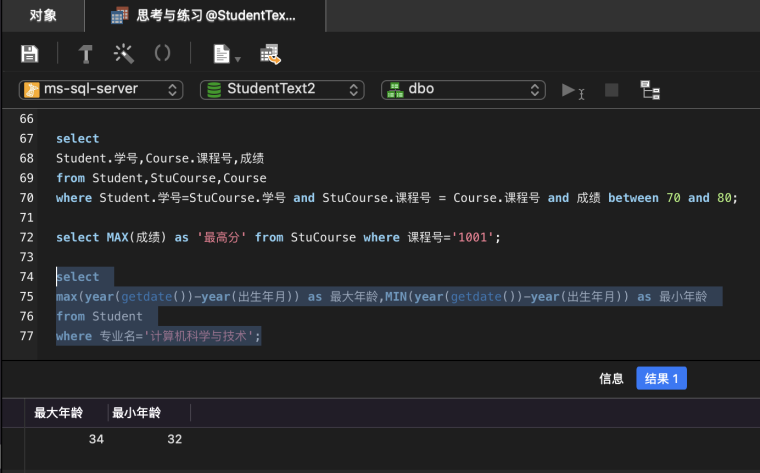 对象
思考与练习 @StudentTex...
ms-sql-server
StudentText2
dbo
66
67 select
68 Student.学号,Course.课程号,成绩
69 from Student,StuCourse,Course
70 where Student.学号=StuCourse.学号 and StuCourse.课程号 = Course.课程号 and 成绩 between 70 and 80;
71
72 select MAX(成绩) as '最高分' from StuCourse where 课程号='1001';
73
74 select
75 max(year(getdate())-year(出生年月)) as 最大年龄,MIN(year(getdate())-year(出生年月)) as 最小年龄
76 from Student
77 where 专业名='计算机科学与技术';
信息
结果 1
最大年龄 最小年龄
34 32